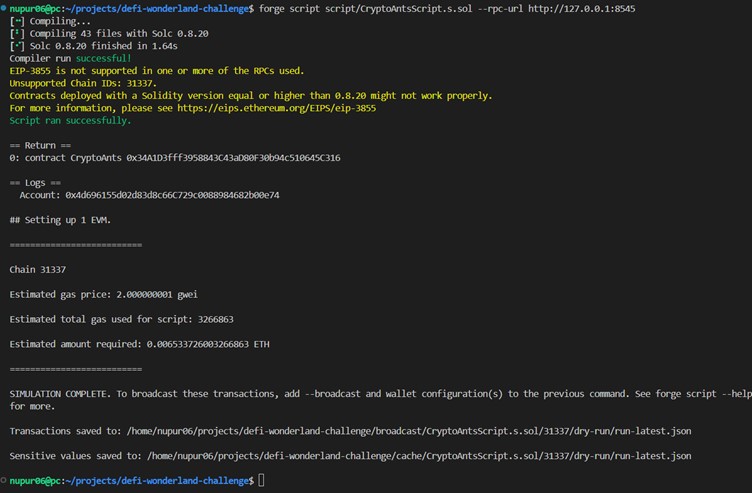 nupur06@pc:~/projects/defi-wonderland-challenge$ forge script script/CryptoAntsScript.s.sol --rpc-url http://127.0.0.1:8545
[⠒] Compiling...
[⠃] Compiling 43 files with Solc 0.8.20
[⠊] Solc 0.8.20 finished in 1.64s
Compiler run successful!
EIP-3855 is not supported in one or more of the RPCs used.
Unsupported Chain IDs: 31337.
Contracts deployed with a Solidity version equal or higher than 0.8.20 might not work properly.
For more information, please see https://eips.ethereum.org/EIPS/eip-3855
Script ran successfully.
== Return ==
0: contract CryptoAnts 0x34A1D3fff3958843C43aD80F30b94c510645C316
== Logs ==
Account: 0x4d696155d02d83d8c66C729c0088984682b00e74
## Setting up 1 EVM.
==========================
Chain 31337
Estimated gas price: 2.000000001 gwei
Estimated total gas used for script: 3266863
Estimated amount required: 0.006533726003266863 ETH
==========================
SIMULATION COMPLETE. To broadcast these transactions, add --broadcast and wallet configuration(s) to the previous command. See forge script --help
for more.
Transactions saved to: /home/nupur06/projects/defi-wonderland-challenge/broadcast/CryptoAntsScript.s.sol/31337/dry-run/run-latest.json
Sensitive values saved to: /home/nupur06/projects/defi-wonderland-challenge/cache/CryptoAntsScript.s.sol/31337/dry-run/run-latest.json
nupur06@pc:~/projects/defi-wonderland-challenge$